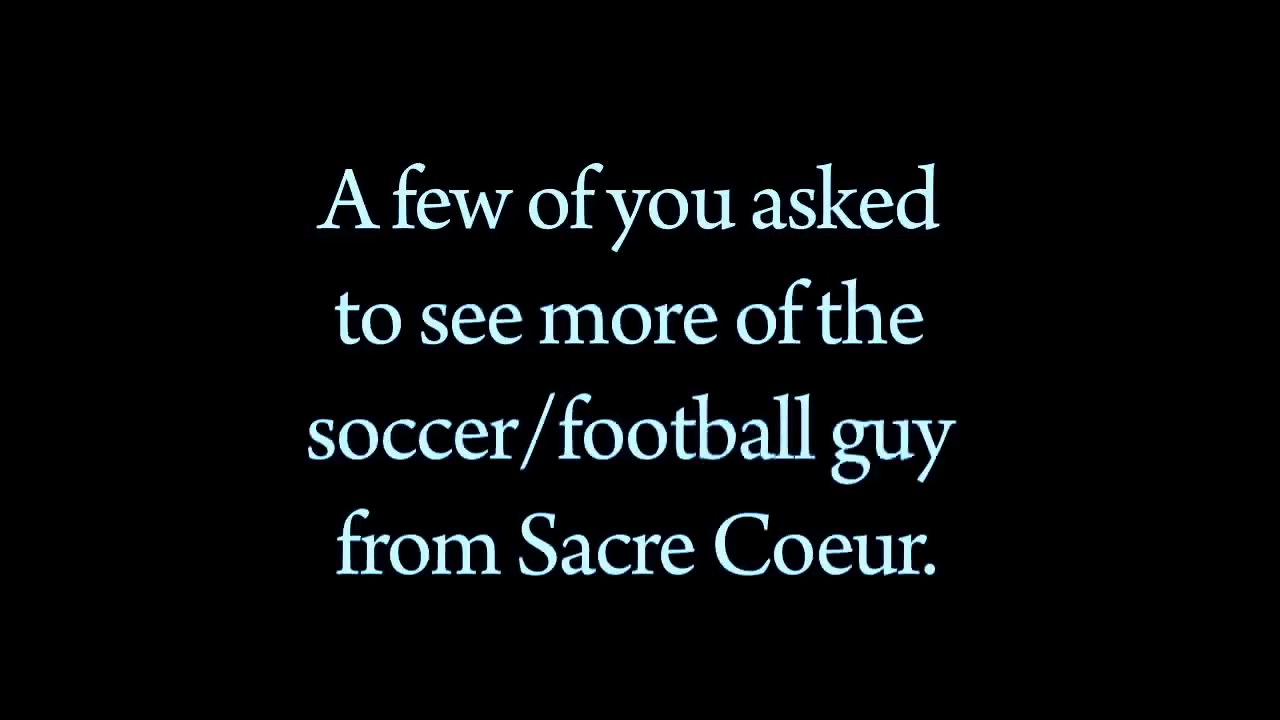 A few of you asked
to see more of the
soccer/football guy
from Sacre Coeur.